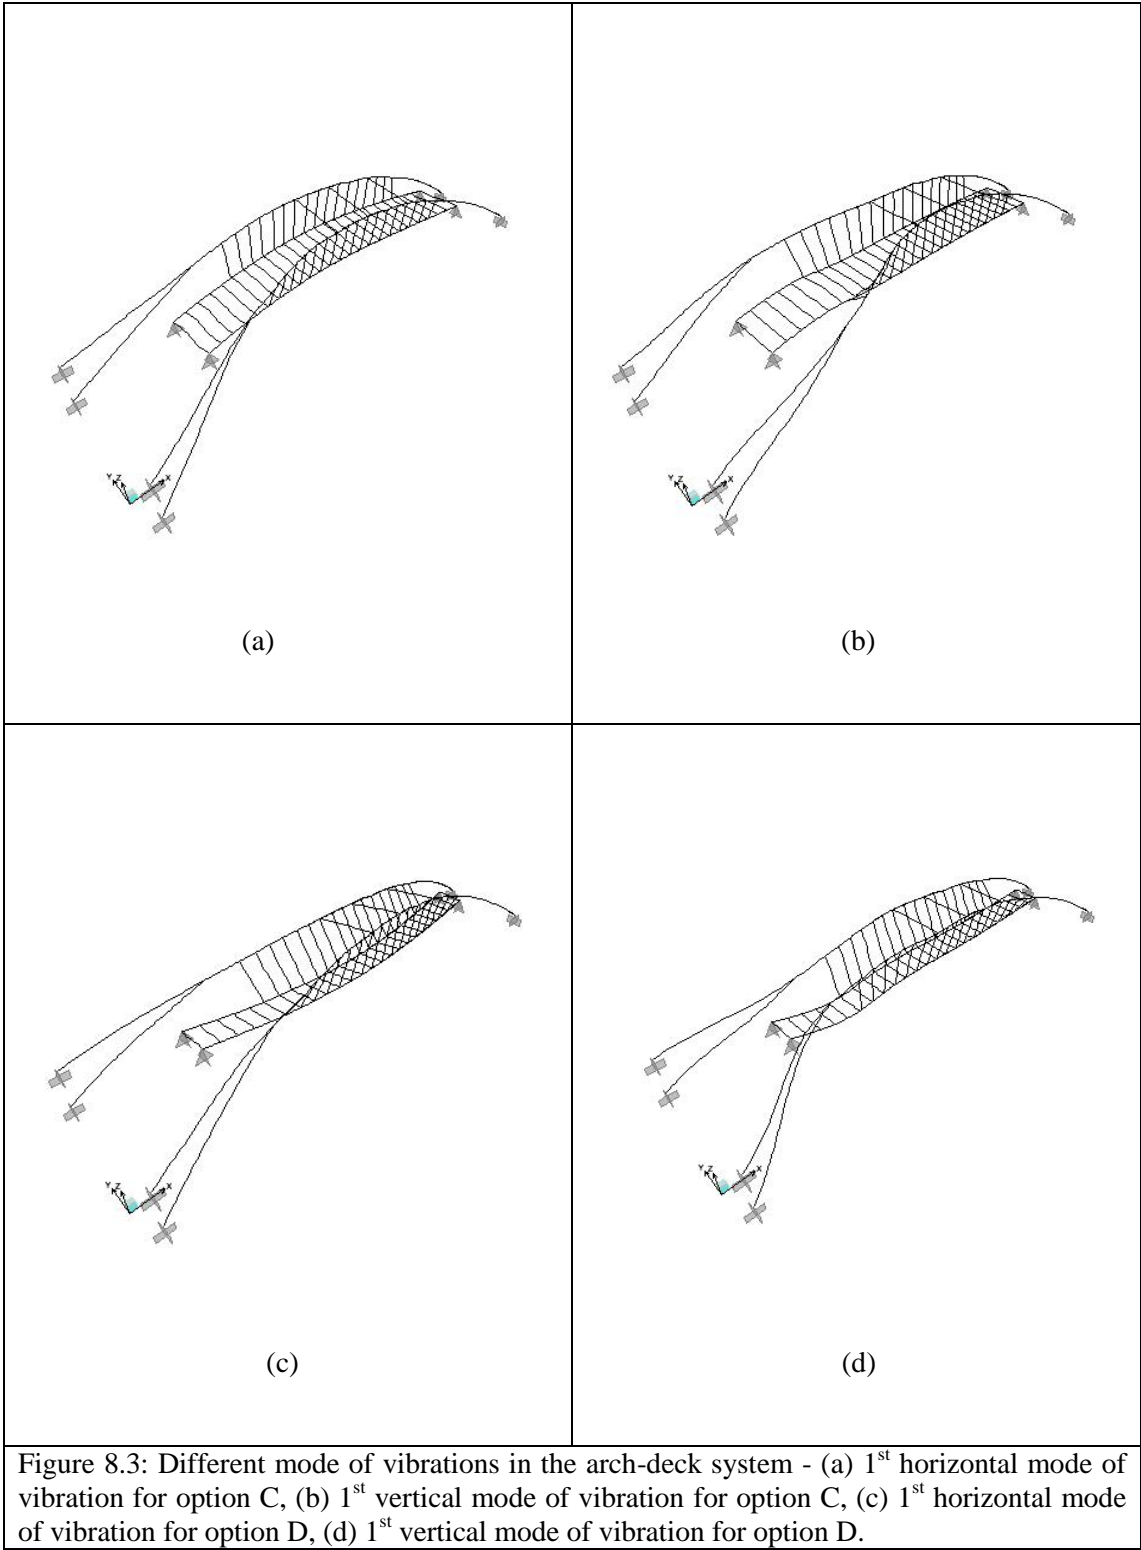 Y Z X
Y Z X
(a)
(b)
Y Z X
Y Z X
(c)
(d)
Figure 8.3: Different mode of vibrations in the arch-deck system - (a) 1st horizontal mode of
vibration for option C, (b) 1st vertical mode of vibration for option C, (c) 1st horizontal mode
of vibration for option D, (d) 1st vertical mode of vibration for option D.